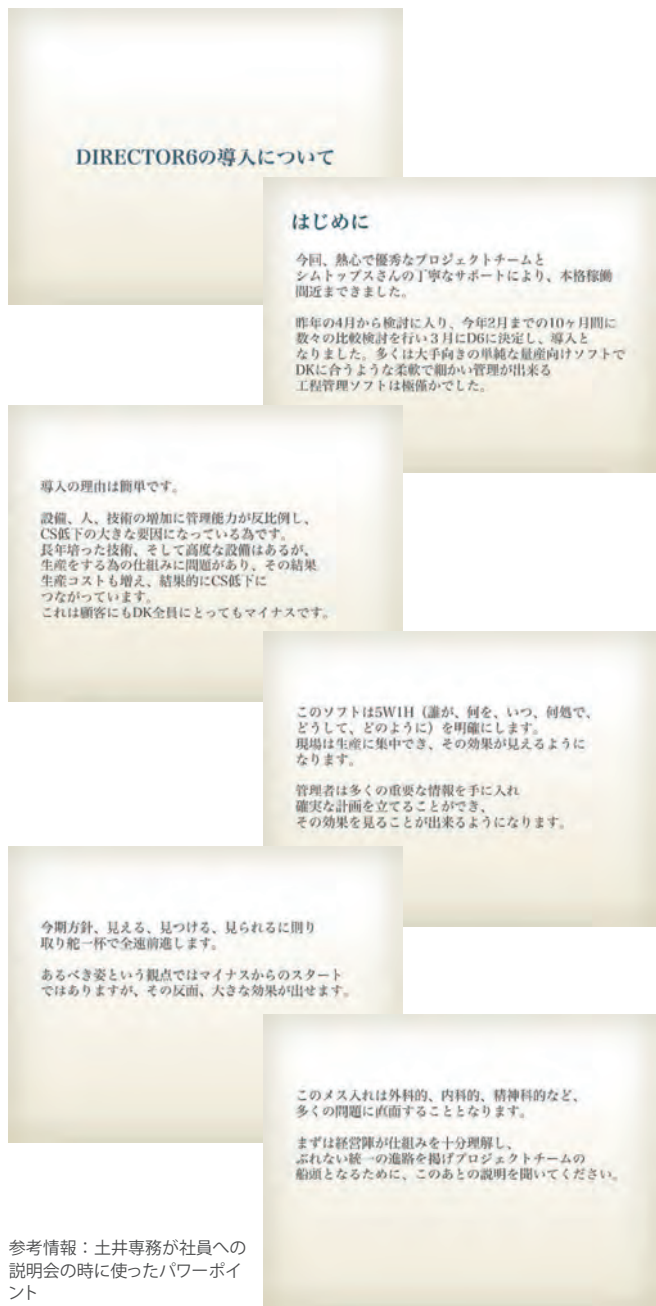 DIRECTOR6の導入について
はじめに
今回、熱心で優秀なプロジェクトチームと
シムトップスさんの丁寧なサポートにより、本格稼働
間近まできました。
昨年の4月から検討に入り、今年2月までの10ヶ月間に
数々の比較検討を行い３月にD6に決定し、導入と
なりました。多くは大手向きの単純な量産向けソフトで
DKに合うような柔軟で細かい管理が出来る
工程管理ソフトは極僅かでした。
導入の理由は簡単です。
設備、人、技術の増加に管理能力が反比例し、
CS低下の大きな要因になっている為です。
長年培った技術、そして高度な設備はあるが、
生産をする為の仕組みに問題があり、その結果
生産コストも増え、結果的にCS低下に
つながっています。
これは顧客にもDK全員にとってもマイナスです。
このソフトは5W1H（誰が、何を、いつ、何処で、
どうして、どのように）を明確にします。
現場は生産に集中でき、その効果が見えるように
なります。
管理者は多くの重要な情報を手に入れ
確実な計画を立てることができ、
その効果を見ることが出来るようになります。
今期方針、見える、見つける、見られるに則り
取り舵一杯で全速前進します。
あるべき姿という観点ではマイナスからのスタート
ではありますが、その反面、大きな効果が出せます。
このメス入れは外科的、内科的、精神科的など、
多くの問題に直面することとなります。
まずは経営陣が仕組みを十分理解し、
ぶれない統一の進路を掲げプロジェクトチームの
船頭となるために、このあとの説明を聞いてください。
参考情報：土井専務が社員への
説明会の時に使ったパワーポイ
ント